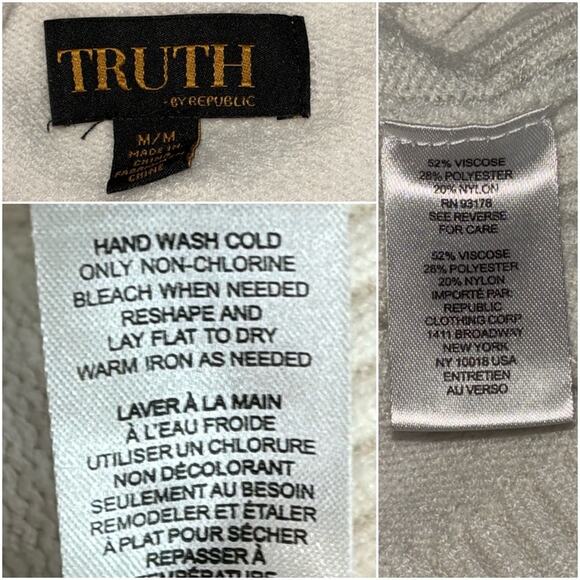 TRUTH
-BY REPUBLIC
M/M
MADE IN
CHINA
CHINE
HAND WASH COLD
ONLY NON-CHLORINE
BLEACH WHEN NEEDED
RESHAPE AND
LAY FLAT TO DRY
WARM IRON AS NEEDED
LAVER À LA MAIN
À L'EAU FROIDE
UTILISER UN CHLORURE
NON DÉCOLORANT
SEULEMENT AU BESOIN
REMODELER ET ÉTALER
À PLAT POUR SÉCHER
REPASSER À
TEMPÉRATURE
52% VISCOSE
28% POLYESTER
20% NYLON
RN 93178
SEE REVERSE
FOR CARE
52% VISCOSE
28% POLYESTER
20% NYLON
IMPORTÉ PAR:
REPUBLIC
CLOTHING CORP
1411 BROADWAY
NEW YORK
NY 10018 USA
ENTRETIEN
AU VERSO